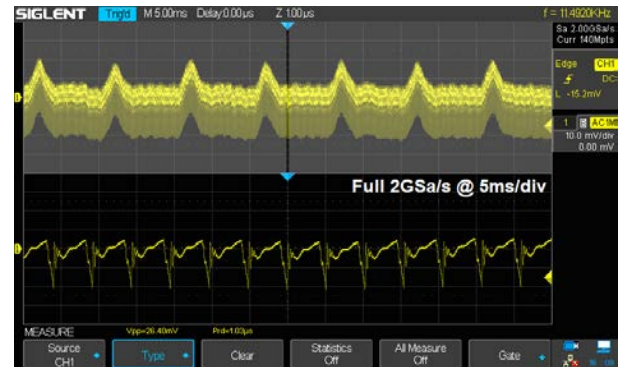 SIGLENT Trig'd M 5.00ms Delay:0.00µs Z 1.00µs f = 11.4920KHz
Sa 2.00GSa/s
Curr 140Mpts
Edge CH1
DC
L -15.2mV
1 AC1M
10.0 mV/div
0.00 mV
Full 2GSa/s @ 5ms/div
MEASURE Vpp=26.40mV Prd=1.03µs
Source
CH1
Type
Clear
Statistics
Off
All Measure
Off
Gate